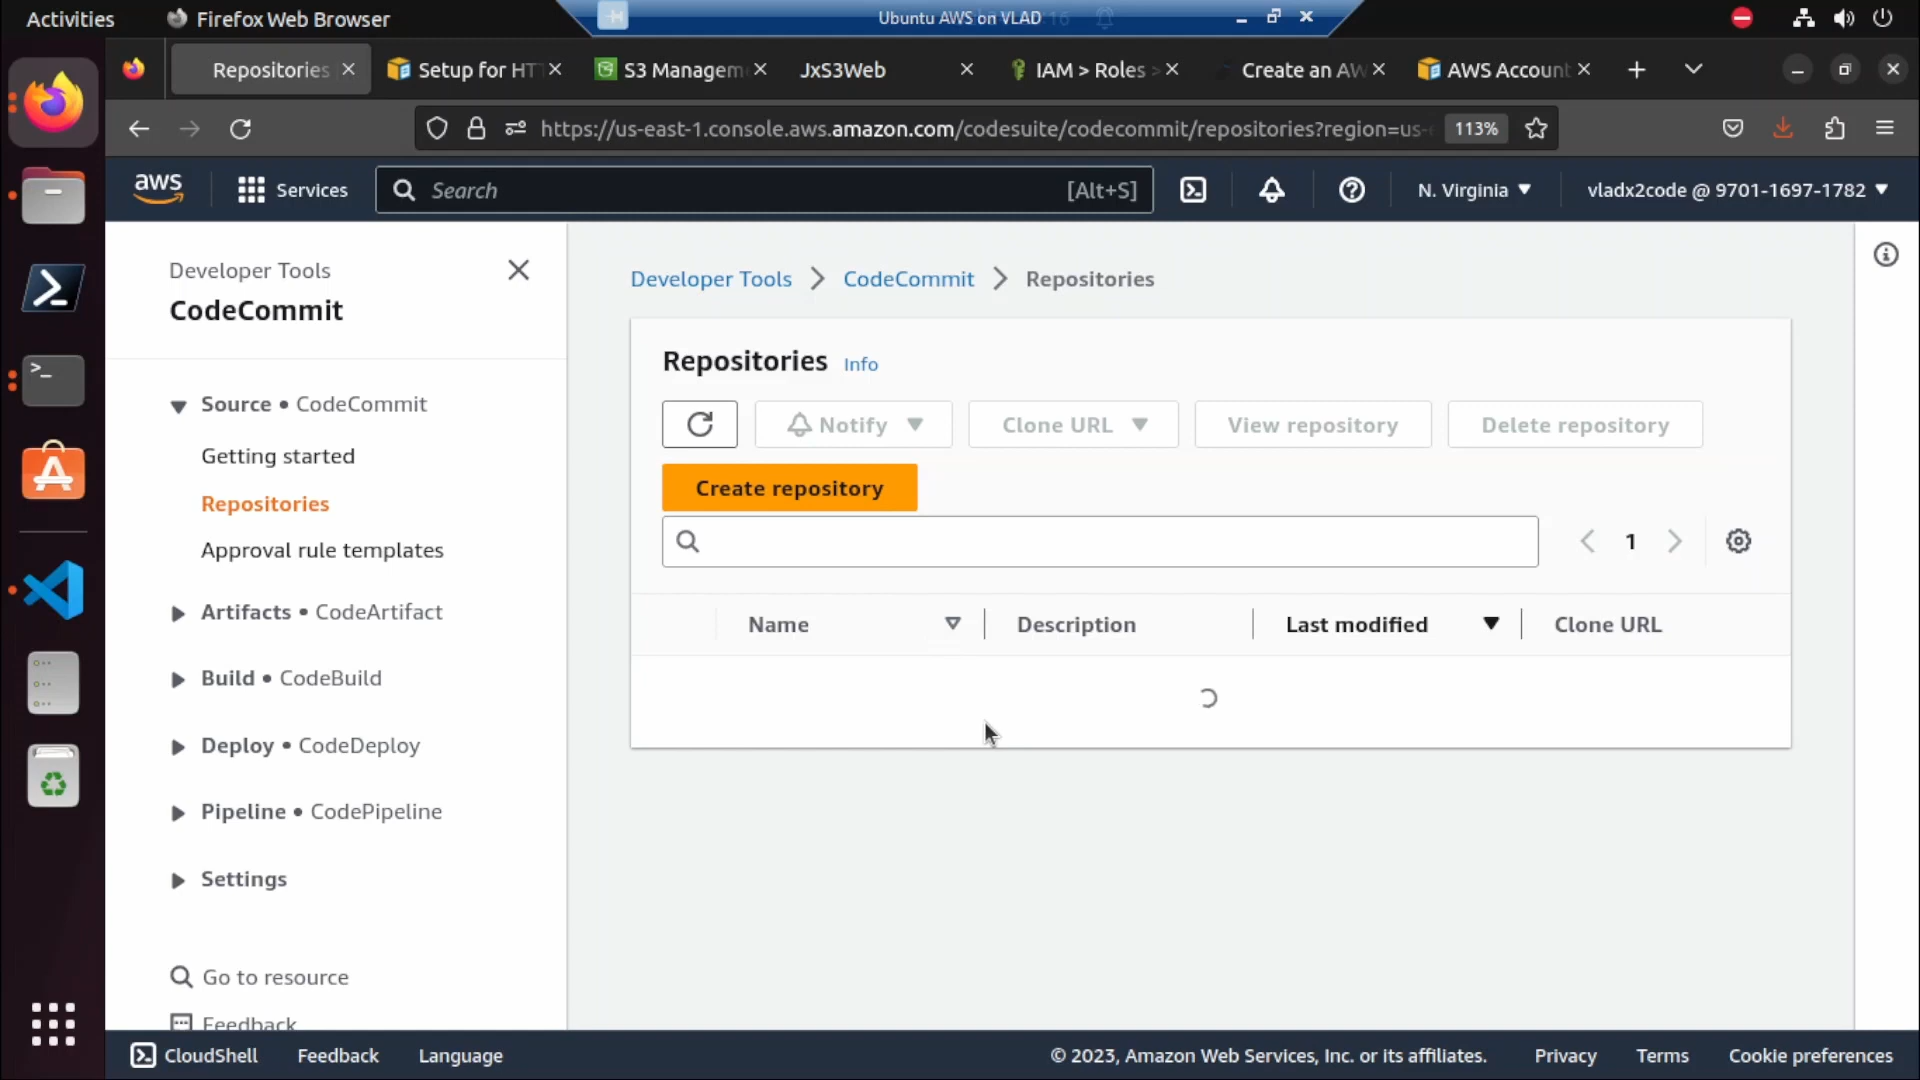 Activities
Firefox Web Browser
Ubuntu AWS on VLAD
Repositories
Setup for HT
S3 Managem
JxS3Web
IAM > Roles >
Create an AW
AWS Account
https://us-east-1.console.aws.amazon.com/codesuite/codecommit/repositories?region=us-
113%
aws
Services
Search
[Alt+S]
N. Virginia
vladx2code @ 9701-1697-1782
Developer Tools
CodeCommit
Source • CodeCommit
Getting started
Repositories
Approval rule templates
Artifacts • CodeArtifact
Build • CodeBuild
Deploy • CodeDeploy
Pipeline • CodePipeline
Settings
Go to resource
Feedback
Developer Tools
CodeCommit
Repositories
Repositories
Info
Notify
Clone URL
View repository
Delete repository
Create repository
1
Name
Description
Last modified
Clone URL
CloudShell
Feedback
Language
© 2023, Amazon Web Services, Inc. or its affiliates.
Privacy
Terms
Cookie preferences